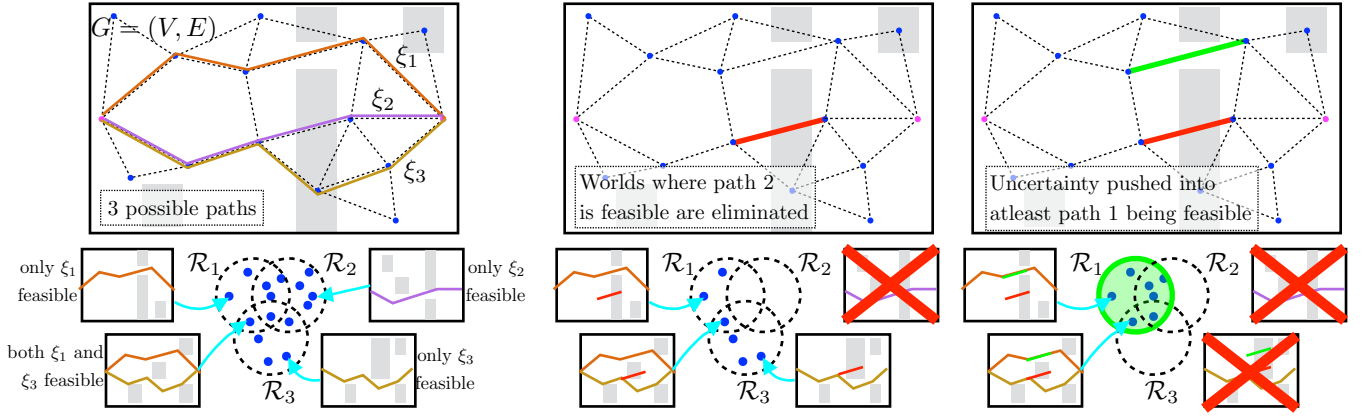 G = (V, E)
ξ₁
ξ₂
ξ₃
3 possible paths
Worlds where path 2
is feasible are eliminated
Uncertainty pushed into
atleast path 1 being feasible
only ξ₁
feasible
R₁
R₂
only ξ₂
feasible
both ξ₁ and
ξ₃ feasible
R₃
only ξ₃
feasible
R₁
R₂
R₃
R₁
R₂
R₃